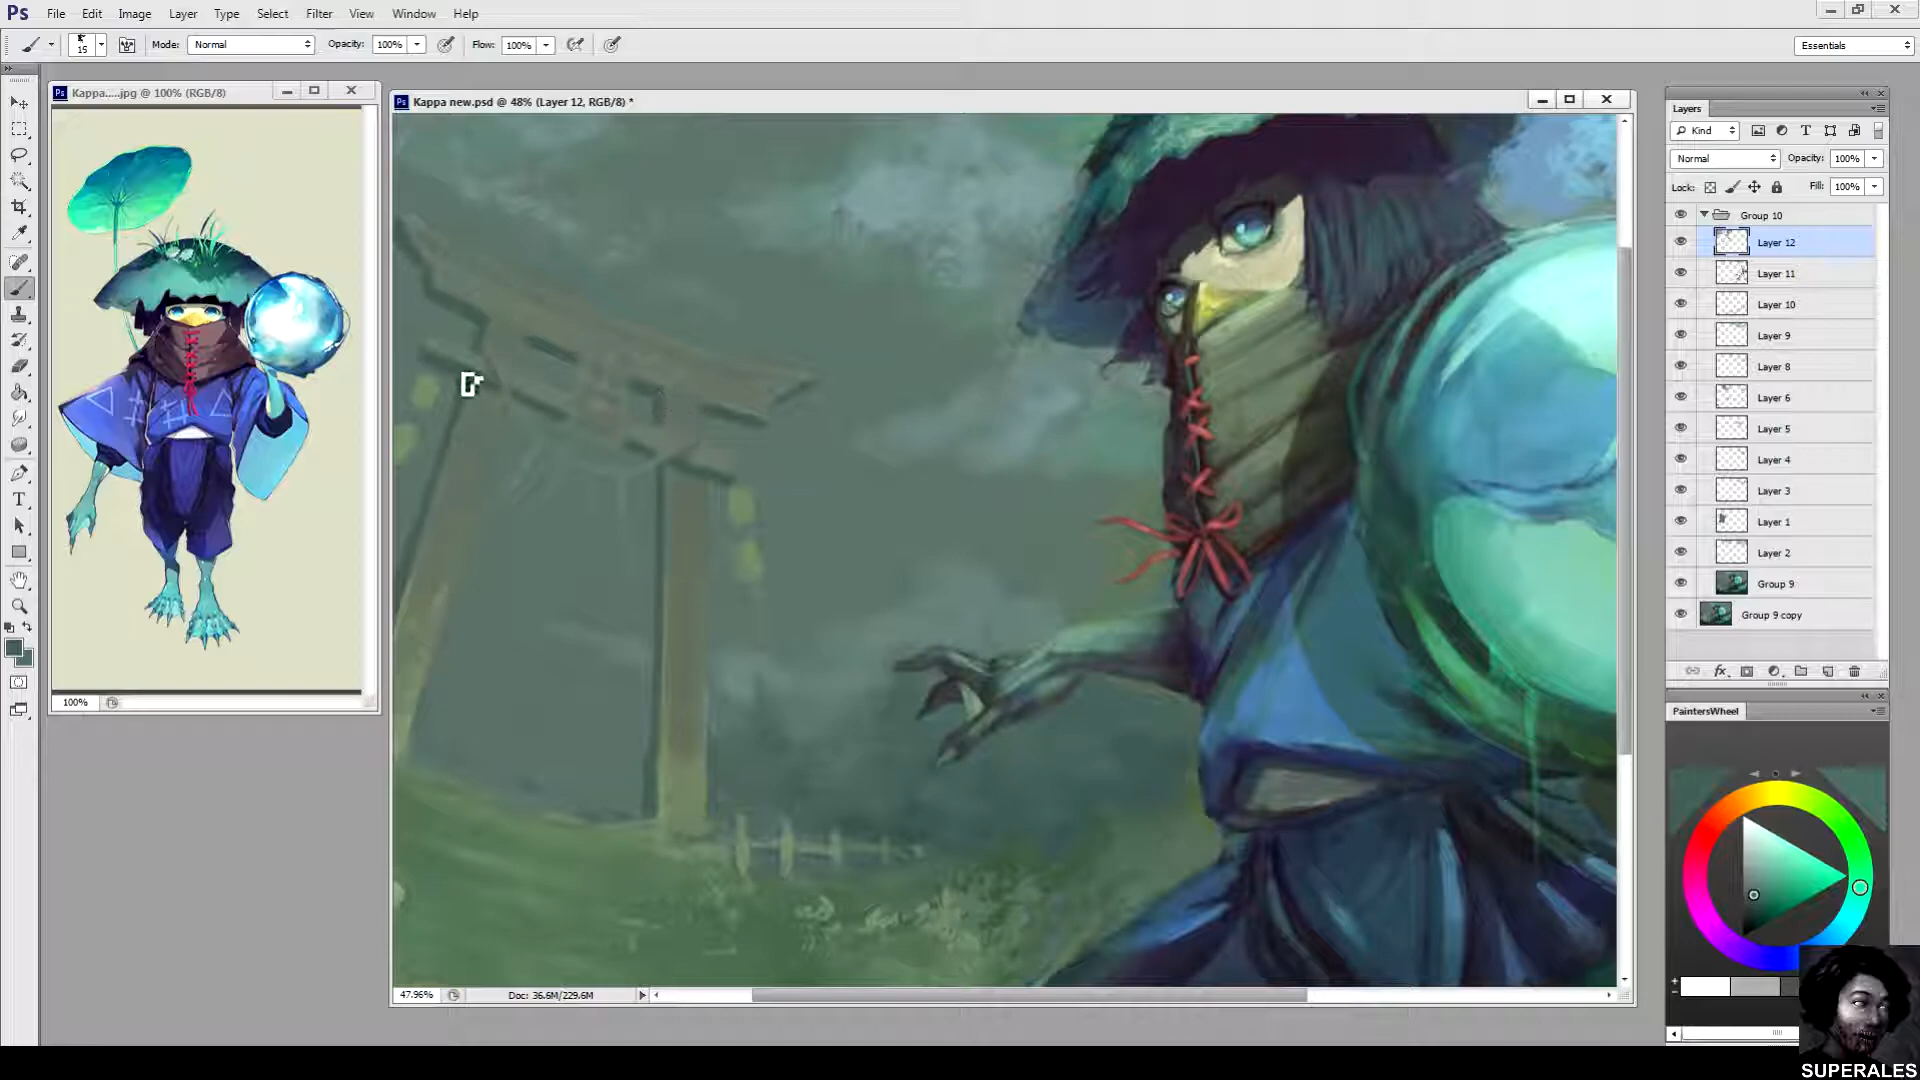 Ps File Edit Image Layer Type Select Filter View Window Help
15 Mode: Normal Opacity: 100% Flow: 100% Essentials
Ps Kappa.....jpg @ 100% (RGB/8)
Ps Kappa new.psd @ 48% (Layer 12, RGB/8) *
Layers
Kind T
Normal Opacity: 100%
Lock: Fill: 100%
Group 10
Layer 12
Layer 11
Layer 10
Layer 9
Layer 8
Layer 6
Layer 5
Layer 4
Layer 3
Layer 1
Layer 2
Group 9
Group 9 copy
fx
100%
PaintersWheel
47.96% Doc: 36.6M/229.6M
SUPERALES